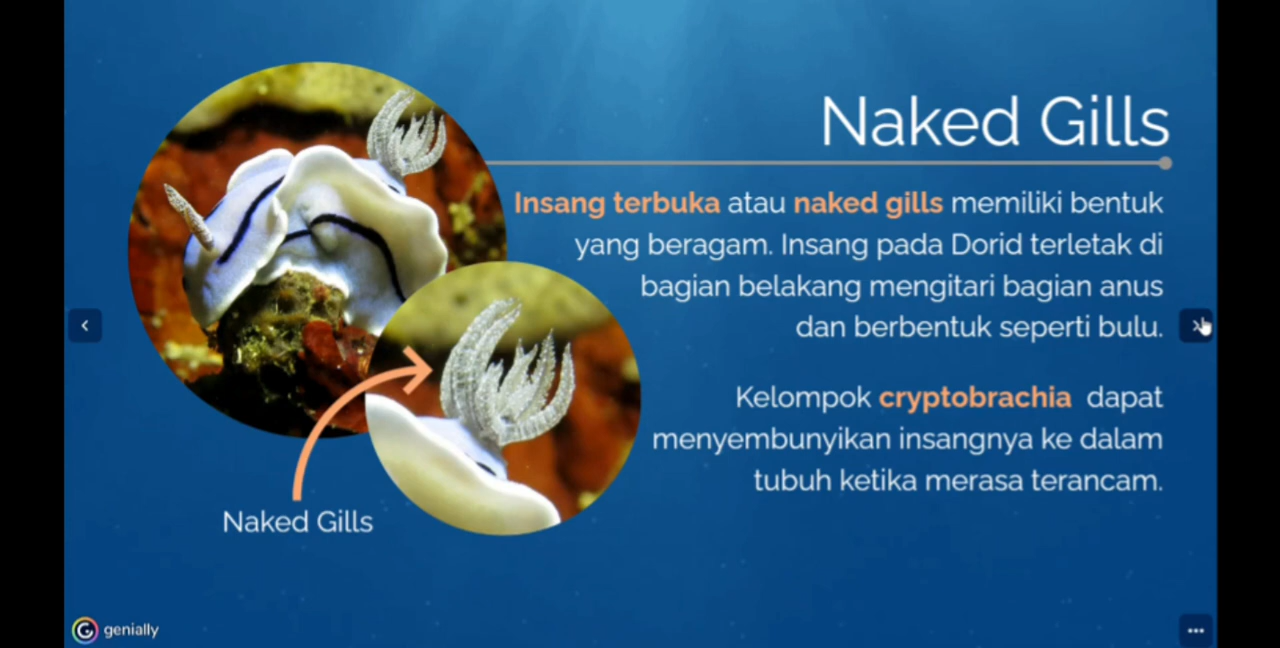 Naked Gills
Insang terbuka atau naked gills memiliki bentuk
yang beragam. Insang pada Dorid terletak di
bagian belakang mengitari bagian anus
dan berbentuk seperti bulu.
Kelompok cryptobrachia dapat
menyembunyikan insangnya ke dalam
tubuh ketika merasa terancam.
Naked Gills
genially